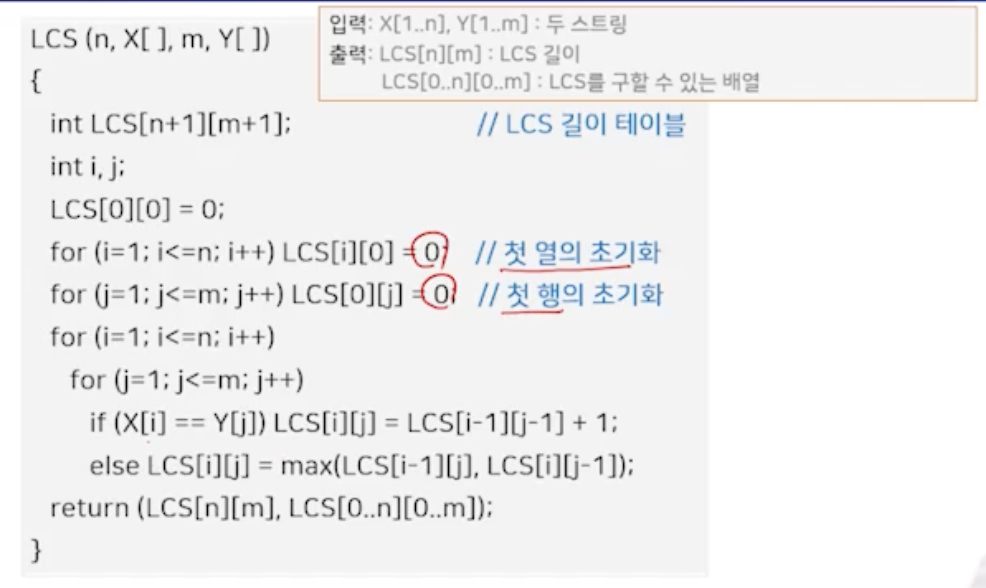 입력: X[1..n], Y[1..m] : 두 스트링
출력: LCS[n][m] : LCS 길이
LCS[0..n][0..m] : LCS를 구할 수 있는 배열
LCS (n, X[ ], m, Y[ ])
{
int LCS[n+1][m+1]; // LCS 길이 테이블
int i, j;
LCS[0][0] = 0;
for (i=1; i<=n; i++) LCS[i][0] = 0; // 첫 열의 초기화
for (j=1; j<=m; j++) LCS[0][j] = 0; // 첫 행의 초기화
for (i=1; i<=n; i++)
for (j=1; j<=m; j++)
if (X[i] == Y[j]) LCS[i][j] = LCS[i-1][j-1] + 1;
else LCS[i][j] = max(LCS[i-1][j], LCS[i][j-1]);
return (LCS[n][m], LCS[0..n][0..m]);
}